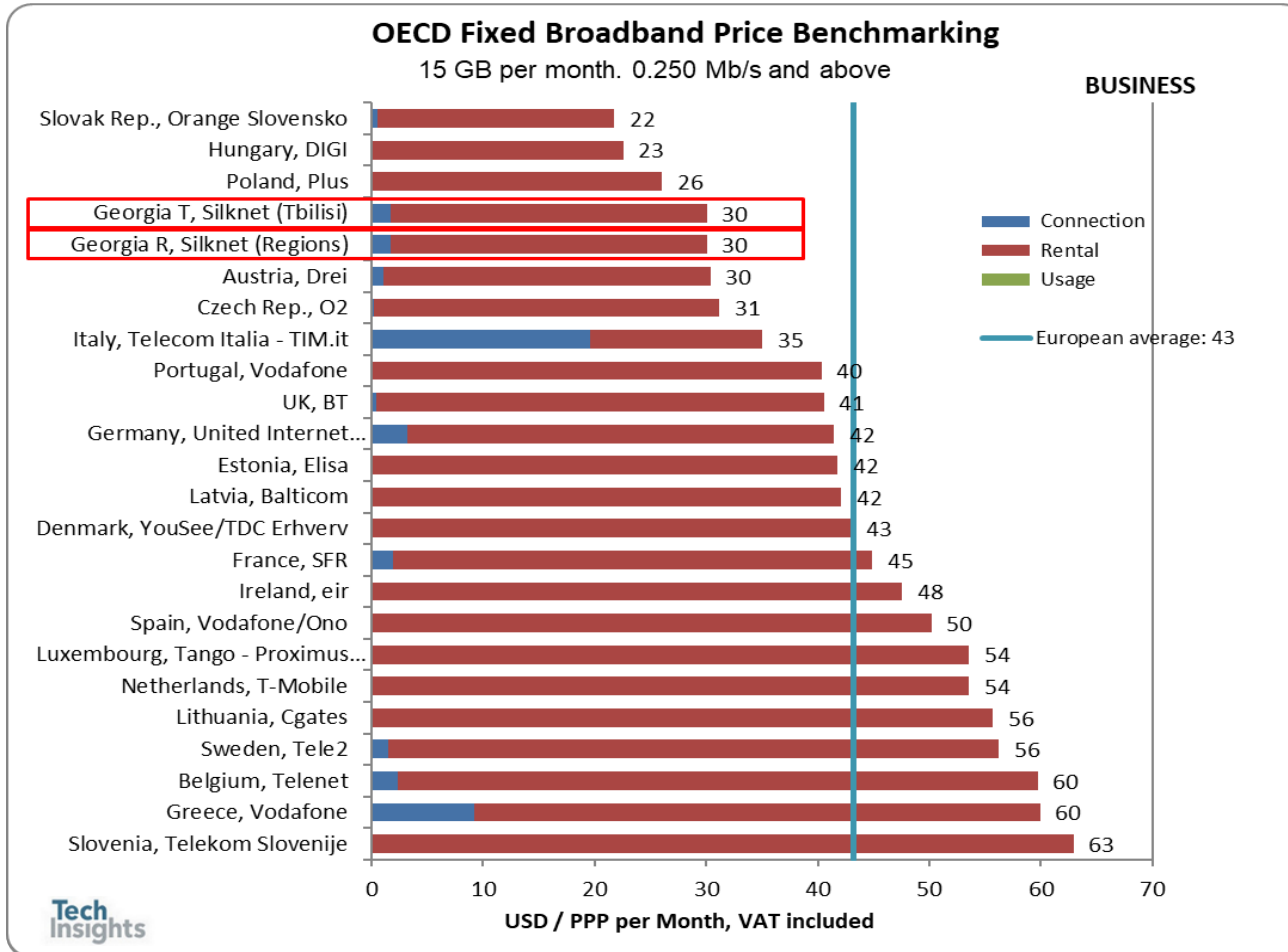 OECD Fixed Broadband Price Benchmarking
15 GB per month. 0.250 Mb/s and above
BUSINESS
Slovak Rep., Orange Slovensko 22
Hungary, DIGI 23
Poland, Plus 26
Georgia T, Silknet (Tbilisi) 30
Georgia R, Silknet (Regions) 30
Austria, Drei 30
Czech Rep., O2 31
Italy, Telecom Italia - TIM.it 35
Portugal, Vodafone 40
UK, BT 41
Germany, United Internet... 42
Estonia, Elisa 42
Latvia, Balticom 42
Denmark, YouSee/TDC Erhverv 43
France, SFR 45
Ireland, eir 48
Spain, Vodafone/Ono 50
Luxembourg, Tango - Proximus... 54
Netherlands, T-Mobile 54
Lithuania, Cgates 56
Sweden, Tele2 56
Belgium, Telenet 60
Greece, Vodafone 60
Slovenia, Telekom Slovenije 63
Connection
Rental
Usage
European average: 43
0 10 20 30 40 50 60 70
USD / PPP per Month, VAT included
Tech
Insights